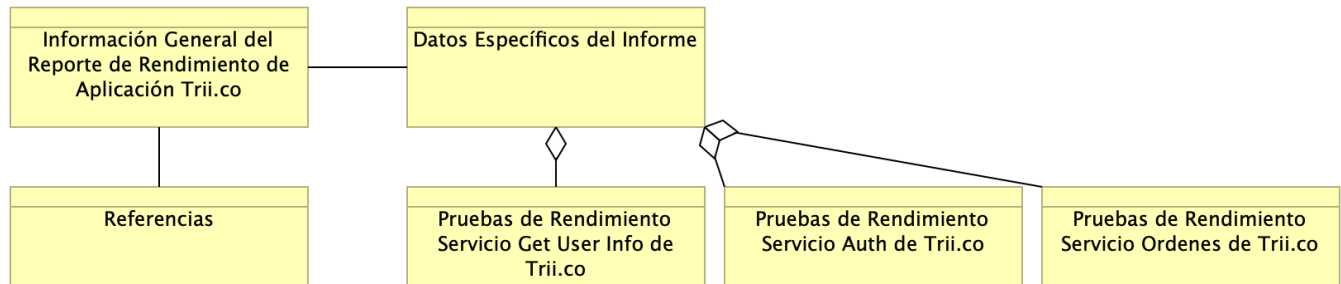 Información General del
Reporte de Rendimiento de
Aplicación Trii.co
Datos Específicos del Informe
Referencias
Pruebas de Rendimiento
Servicio Get User Info de
Trii.co
Pruebas de Rendimiento
Servicio Auth de Trii.co
Pruebas de Rendimiento
Servicio Ordenes de Trii.co